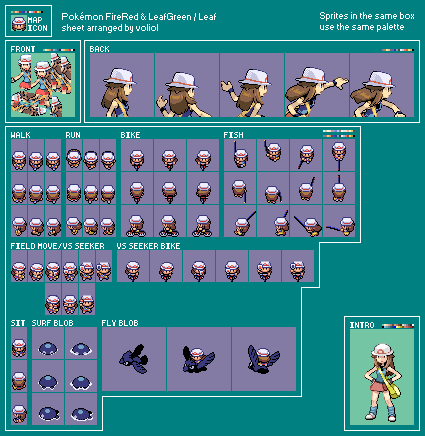 MAP
ICON
Pokémon FireRed & LeafGreen / Leaf
sheet arranged by voliol
Sprites in the same box
use the same palette
FRONT
BACK
WALK
RUN
BIKE
FISH
FIELD MOVE/VS SEEKER
VS SEEKER BIKE
SIT
SURF BLOB
FLY BLOB
INTRO